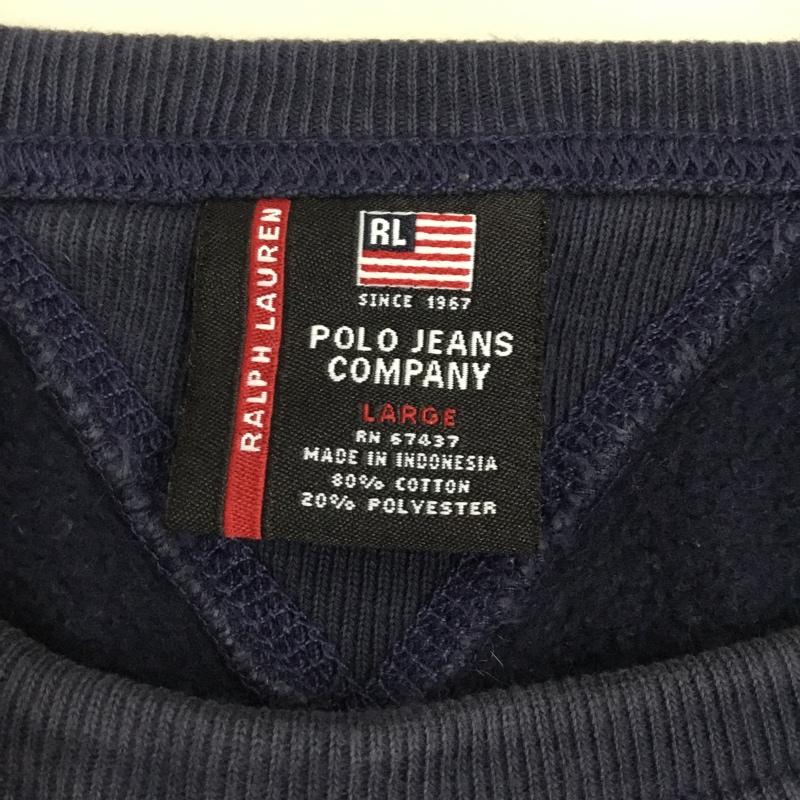 RALPH LAUREN
RL
SINCE 1967
POLO JEANS
COMPANY
LARGE
RN 67437
MADE IN INDONESIA
80% COTTON
20% POLYESTER